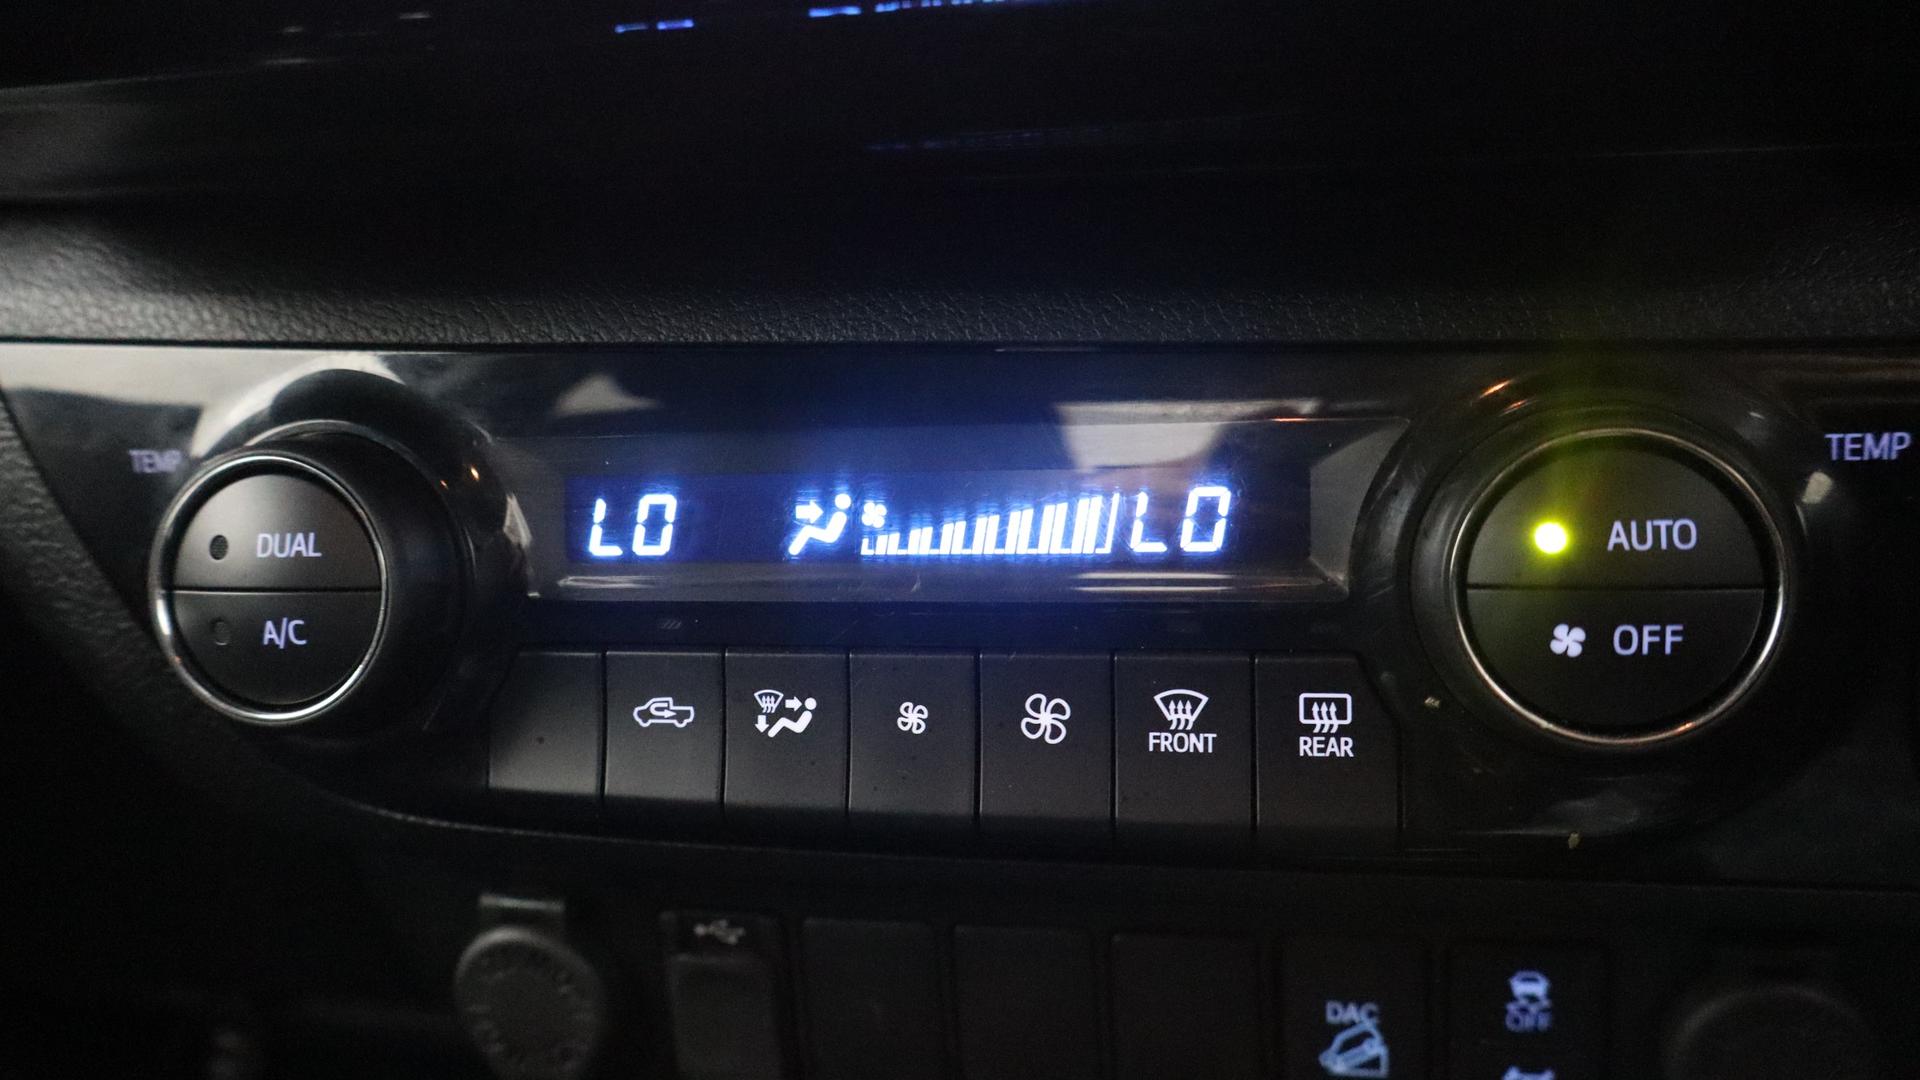 TEMP
TEMP
DUAL
A/C
LO
LO
AUTO
OFF
FRONT
REAR
DAC
OFF